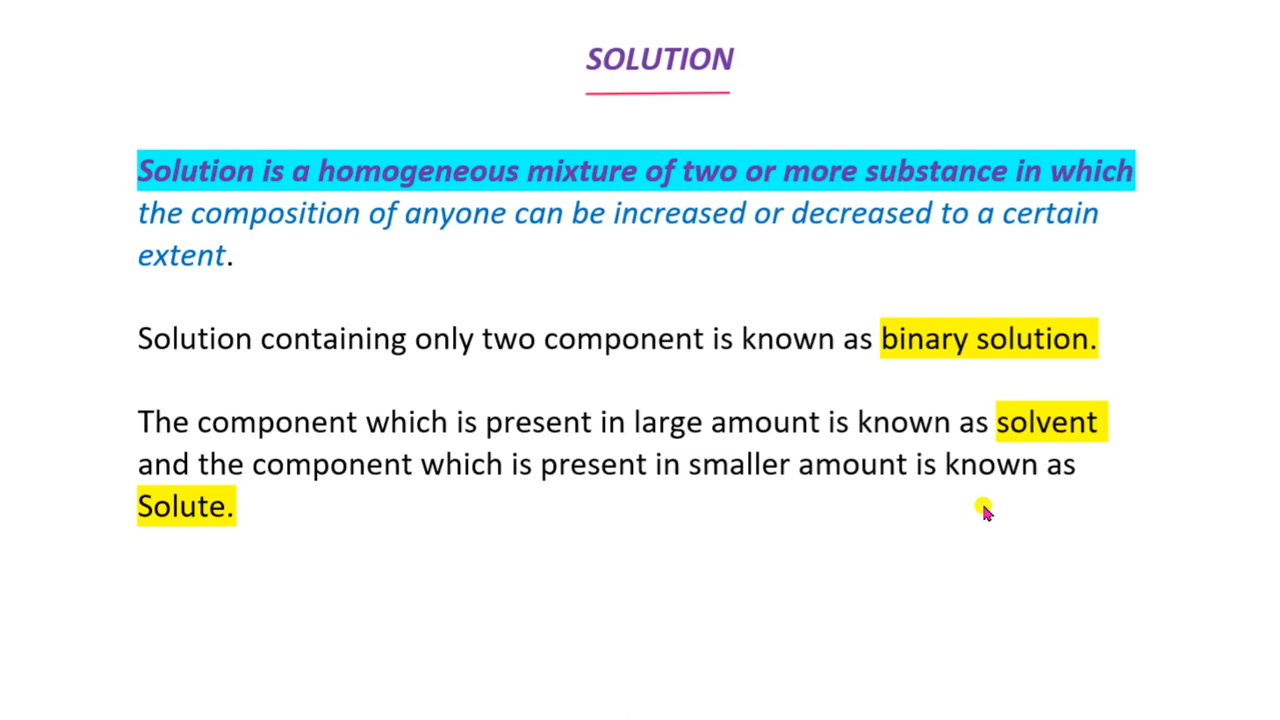 SOLUTION
Solution is a homogeneous mixture of two or more substance in which
the composition of anyone can be increased or decreased to a certain
extent.
Solution containing only two component is known as binary solution.
The component which is present in large amount is known as solvent
and the component which is present in smaller amount is known as
Solute.